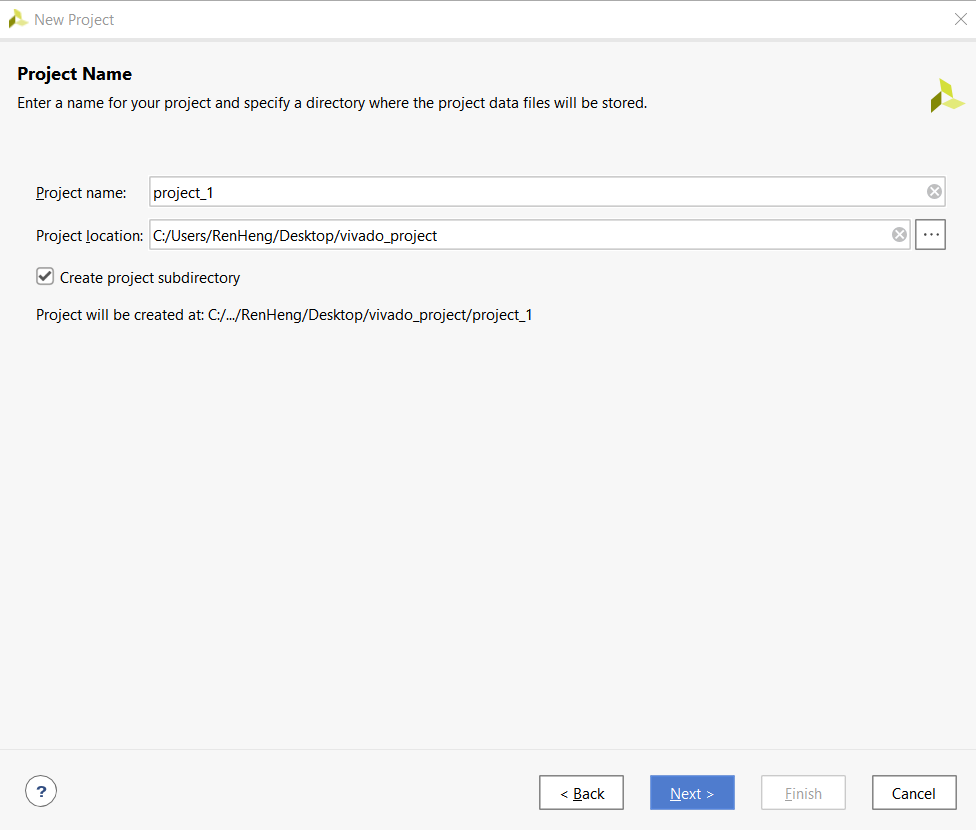 New Project
Project Name
Enter a name for your project and specify a directory where the project data files will be stored.
Project name: project_1
Project location: C:/Users/RenHeng/Desktop/vivado_project ...
Create project subdirectory
Project will be created at: C:/.../RenHeng/Desktop/vivado_project/project_1
? < Back Next > Finish Cancel